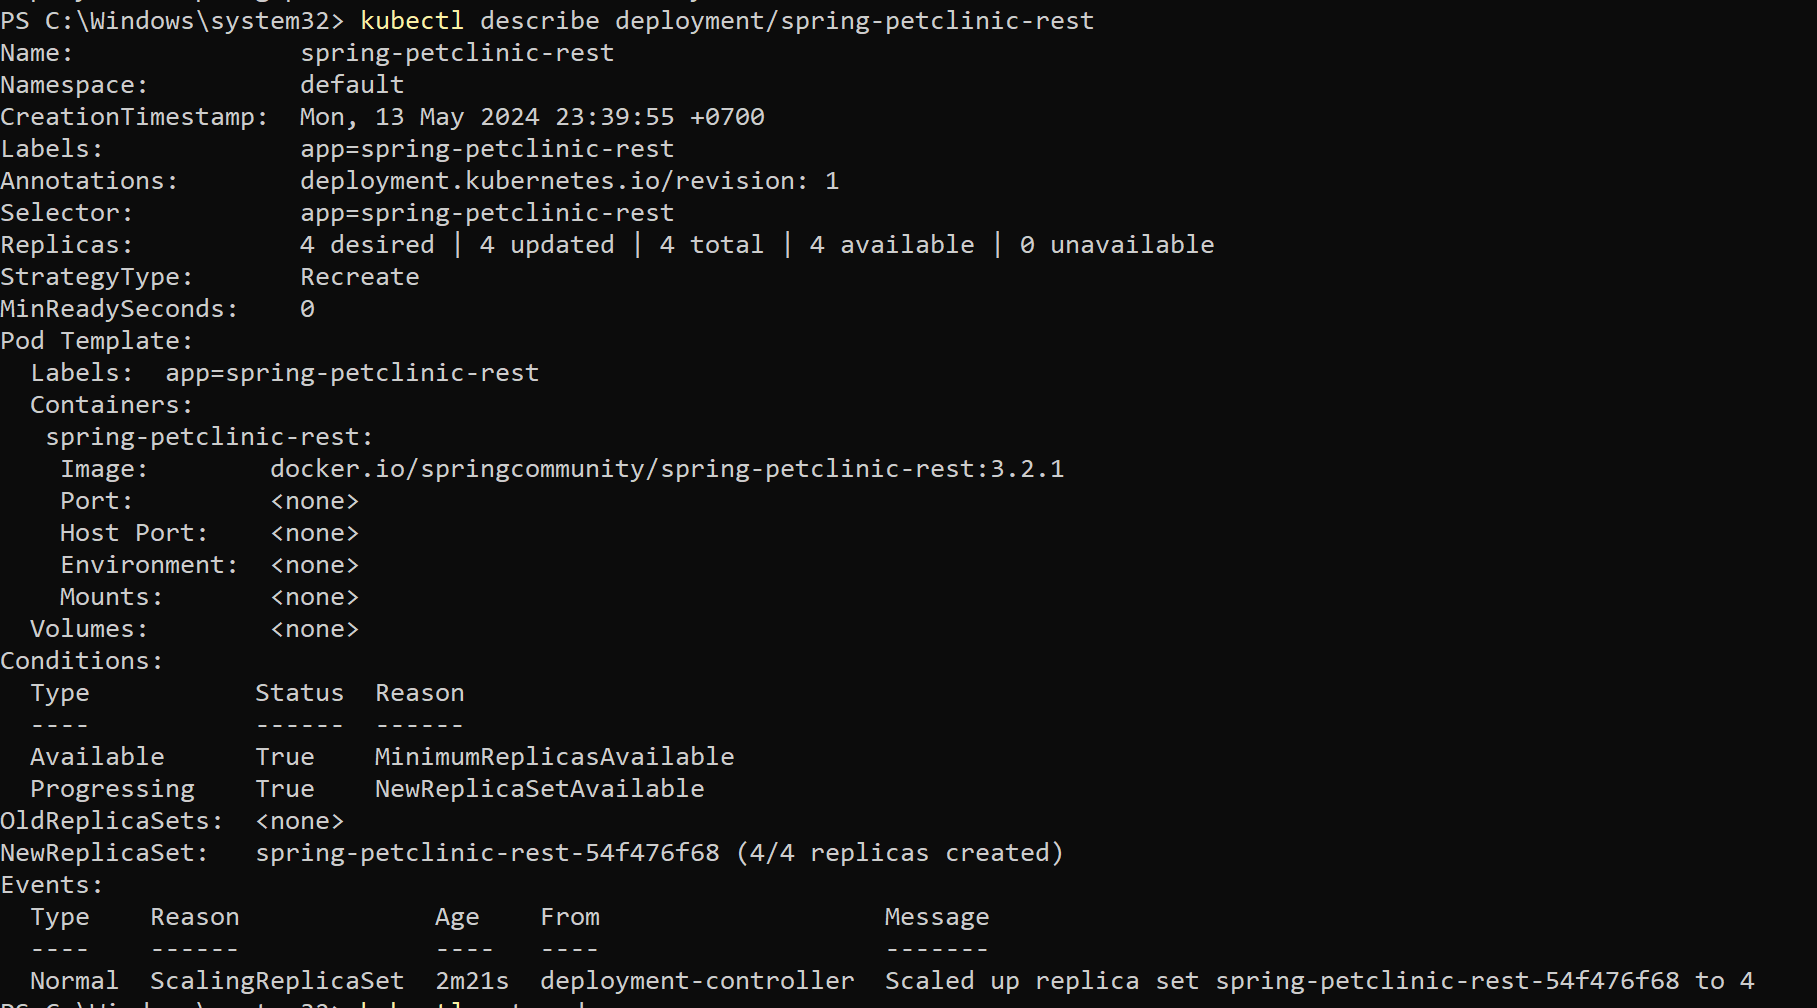 PS C:\Windows\system32> kubectl describe deployment/spring-petclinic-rest
Name:                   spring-petclinic-rest
Namespace:              default
CreationTimestamp:      Mon, 13 May 2024 23:39:55 +0700
Labels:                 app=spring-petclinic-rest
Annotations:            deployment.kubernetes.io/revision: 1
Selector:               app=spring-petclinic-rest
Replicas:               4 desired | 4 updated | 4 total | 4 available | 0 unavailable
StrategyType:           Recreate
MinReadySeconds:        0
Pod Template:
  Labels:  app=spring-petclinic-rest
  Containers:
   spring-petclinic-rest:
    Image:        docker.io/springcommunity/spring-petclinic-rest:3.2.1
    Port:         <none>
    Host Port:    <none>
    Environment:  <none>
    Mounts:       <none>
  Volumes:        <none>
Conditions:
  Type           Status  Reason
  ----           ------  ------
  Available      True    MinimumReplicasAvailable
  Progressing    True    NewReplicaSetAvailable
OldReplicaSets:  <none>
NewReplicaSet:   spring-petclinic-rest-54f476f68 (4/4 replicas created)
Events:
  Type    Reason             Age    From                   Message
  ----    ------             ----   ----                   -------
  Normal  ScalingReplicaSet  2m21s  deployment-controller  Scaled up replica set spring-petclinic-rest-54f476f68 to 4